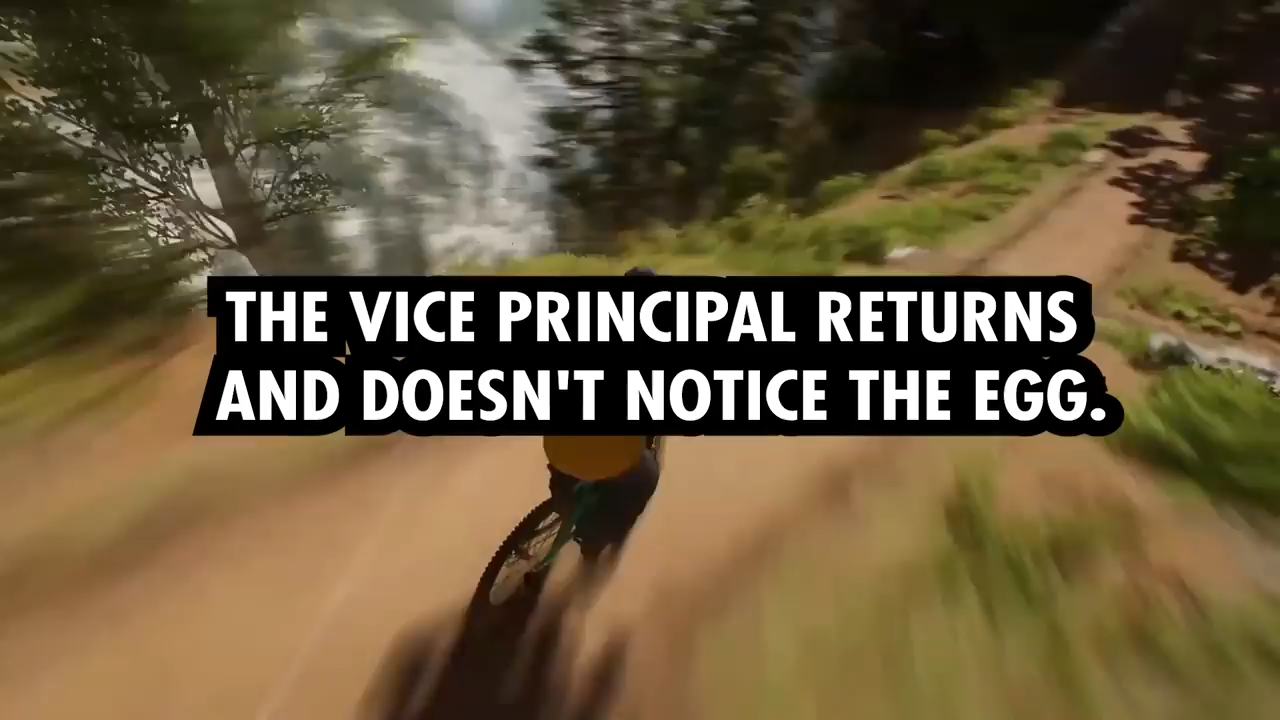 THE VICE PRINCIPAL RETURNS
AND DOESN'T NOTICE THE EGG.